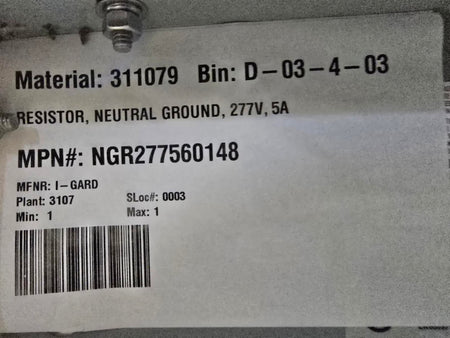 Material: 311079 Bin: D-03-4-03
RESISTOR, NEUTRAL GROUND, 277V, 5A
MPN#: NGR277560148
MFNR: I-GARD
Plant: 3107 SLoc#: 0003
Min: 1 Max: 1